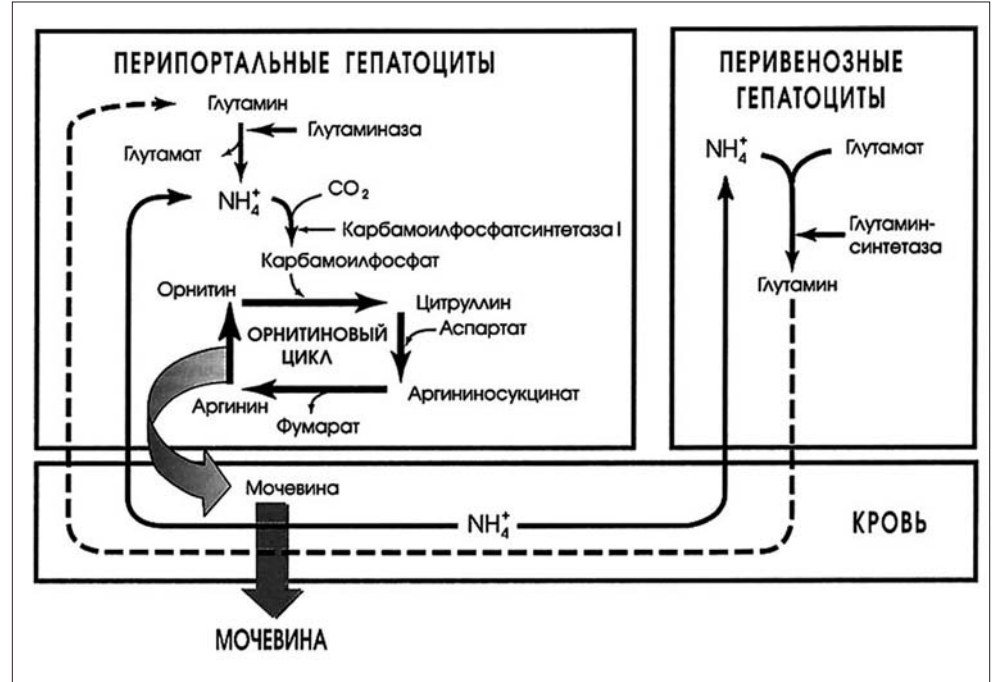 ПЕРИПОРТАЛЬНЫЕ ГЕПАТОЦИТЫ
Глутамин
Глутаминаза
Глутамат
NH₄⁺
CO₂
Карбамоилфосфатсинтетаза I
Карбамоилфосфат
Орнитин
Цитруллин
ОРНИТИНОВЫЙ
ЦИКЛ
Аспартат
Аргинин
Аргининосукцинат
Фумарат
ПЕРИВЕНОЗНЫЕ
ГЕПАТОЦИТЫ
NH₄⁺
Глутамат
Глутамин-
синтетаза
Глутамин
Мочевина
NH₄⁺
КРОВЬ
МОЧЕВИНА